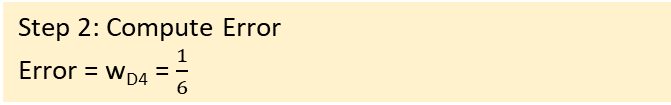 Step 2: Compute Error
Error = w_D4 = 1/6